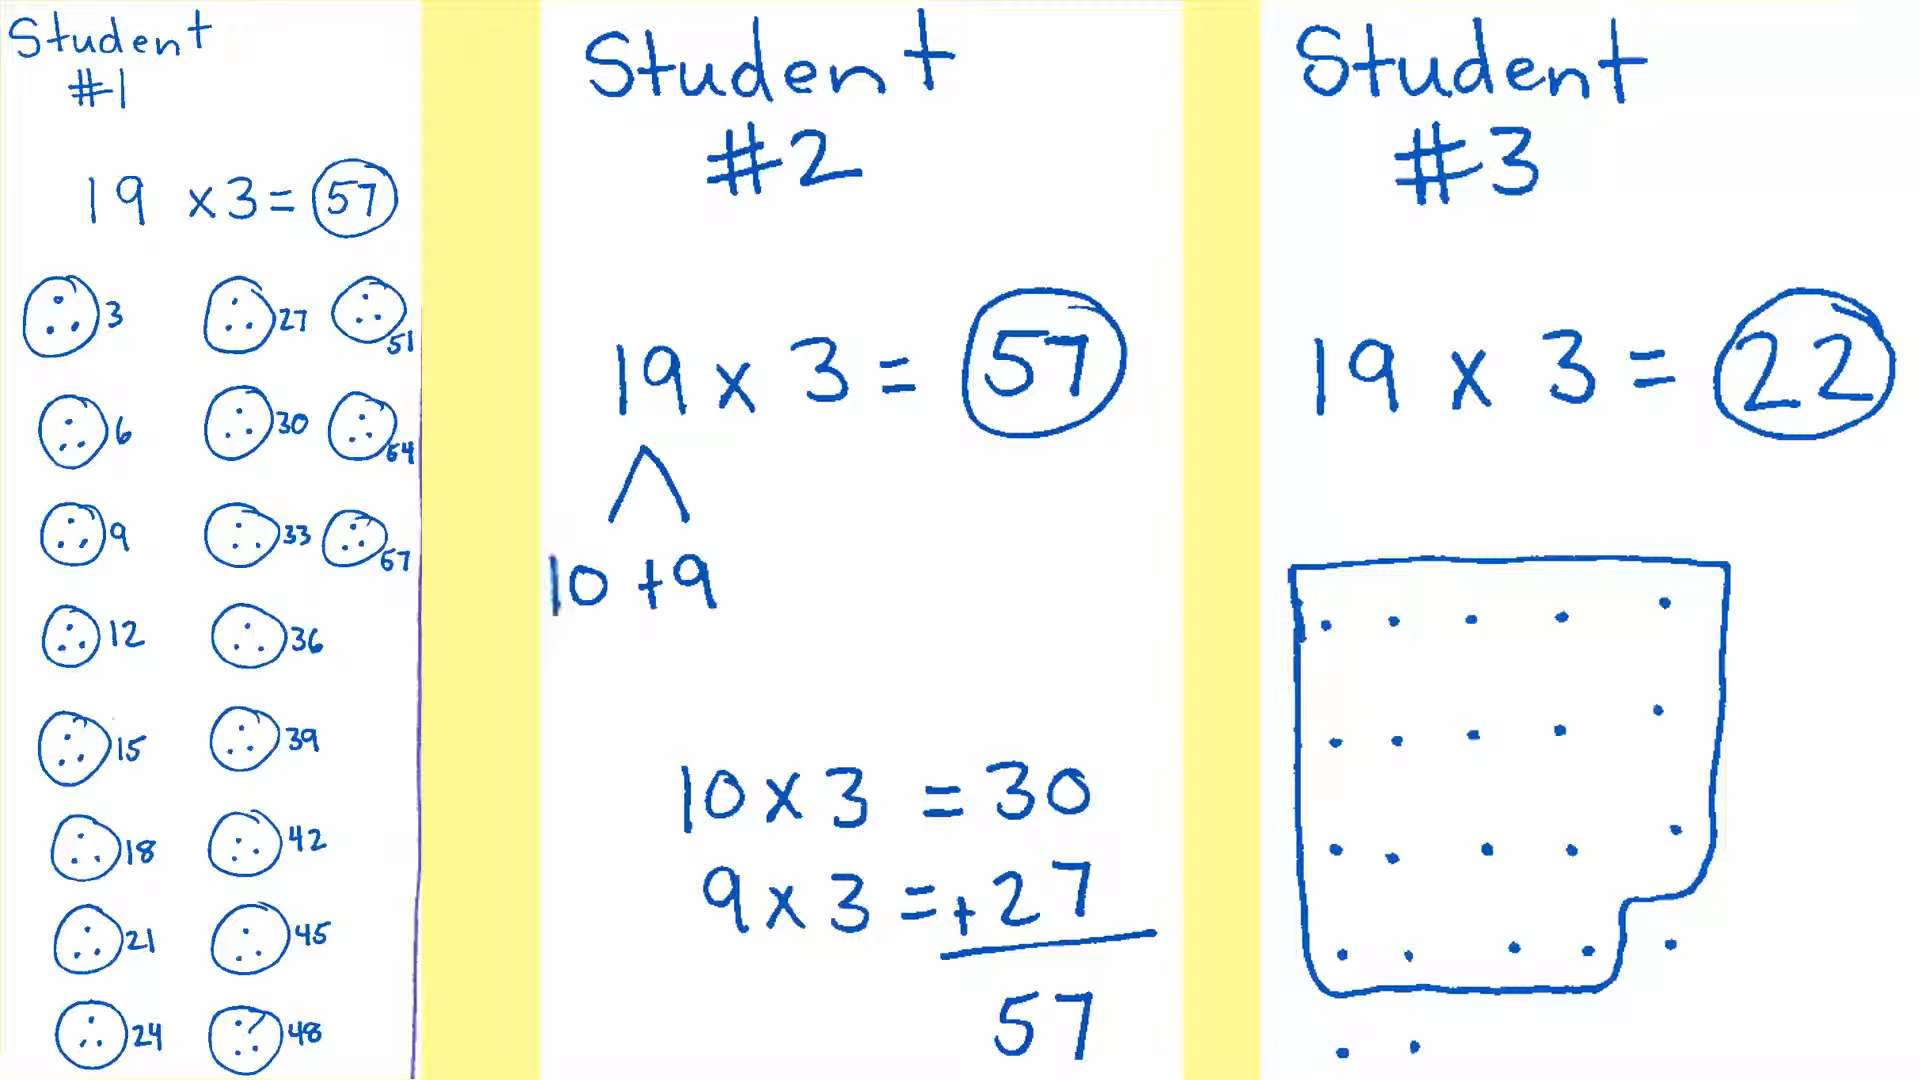 Student
#1
19 x3 = 57
3
27
51
6
30
54
9
33
57
12
36
15
39
18
42
21
45
24
48
Student
#2
19 x 3 = 57
10 + 9
10 x 3 = 30
9 x 3 = + 27
57
Student
#3
19 x 3 = 22